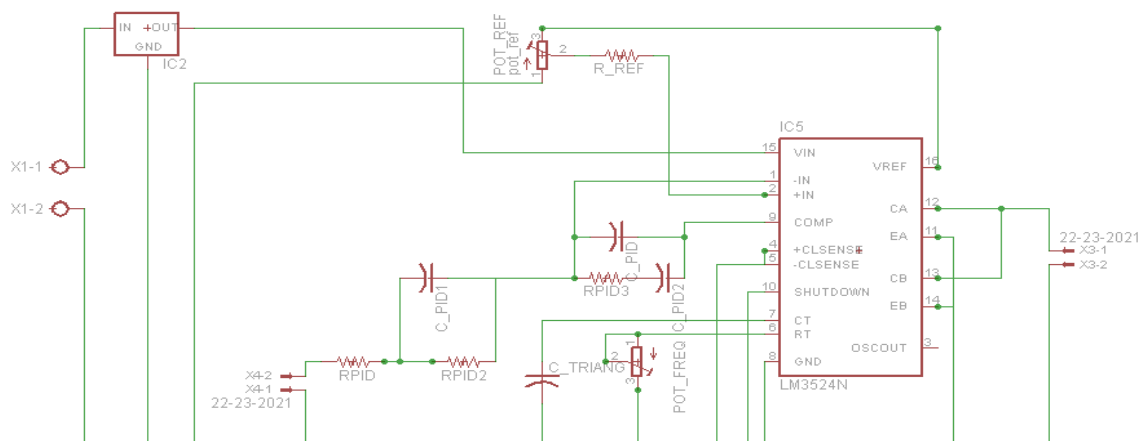 IN +OUT
GND
IC2
POT_REF
pot_ref
3
2
1
R_REF
X1-1
X1-2
IC5
15 VIN
VREF 16
1 -IN
2 +IN
CA 12
9 COMP
EA 11
4 +CLSENSE
5 -CLSENSE
CB 13
10 SHUTDOWN
EB 14
7 CT
6 RT
OSCOUT 3
8 GND
LM3524N
22-23-2021
X3-1
X3-2
C_PID
RPID3
C_PID2
C_PID1
RPID
RPID2
C_TRIANG
1
2
3
POT_FREQ
X4-2
X4-1
22-23-2021